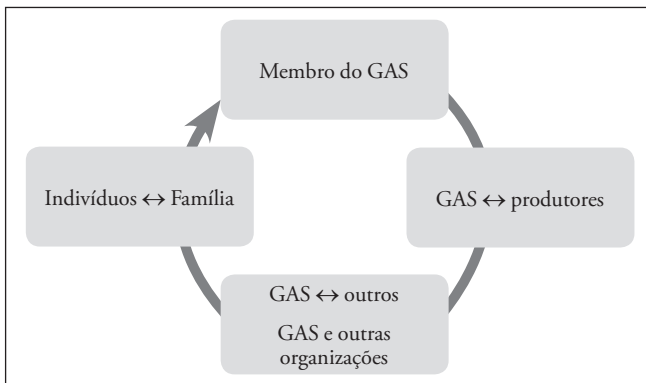 Membro do GAS
GAS ↔ produtores
GAS ↔ outros
GAS e outras
organizações
Indivíduos ↔ Família